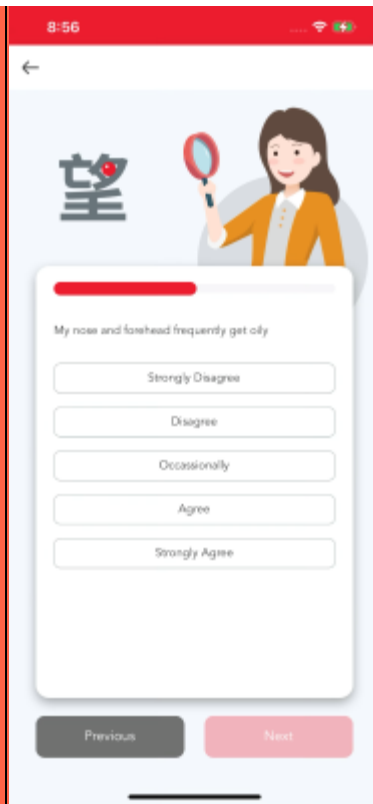 8:56
望
My nose and forehead frequently get oily
Strongly Disagree
Disagree
Occassionally
Agree
Strongly Agree
Previous
Next